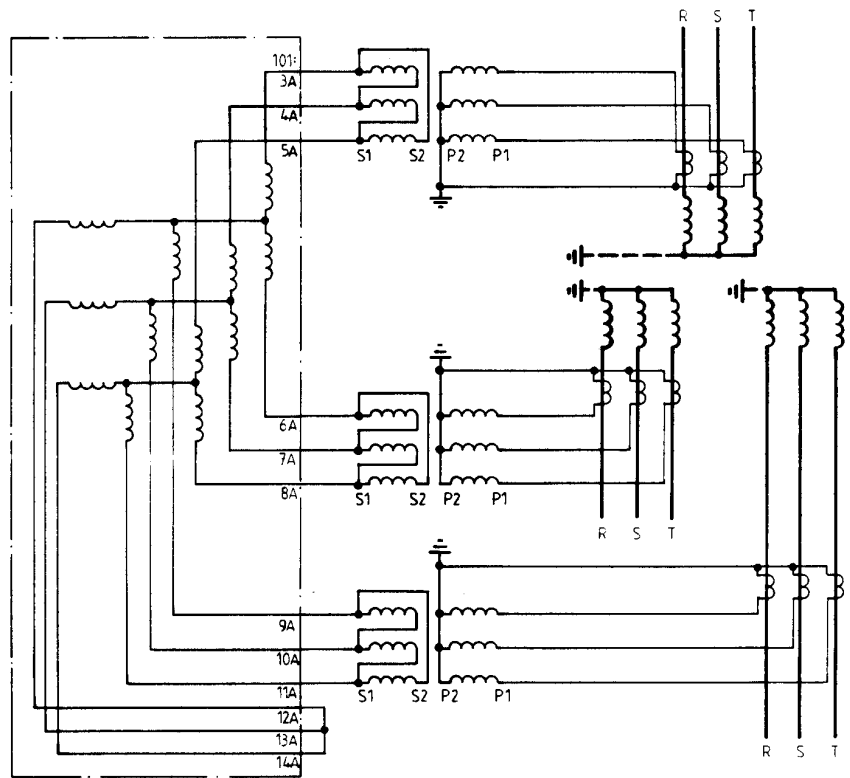 R S T
101:
3A
4A
5A
S1 S2 P2 P1
6A
7A
8A
S1 S2 P2 P1
R S T
9A
10A
11A
S1 S2 P2 P1
12A
13A
14A
R S T